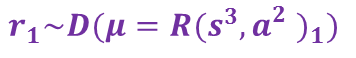 r₁~D(μ = R(s³, a² )₁)